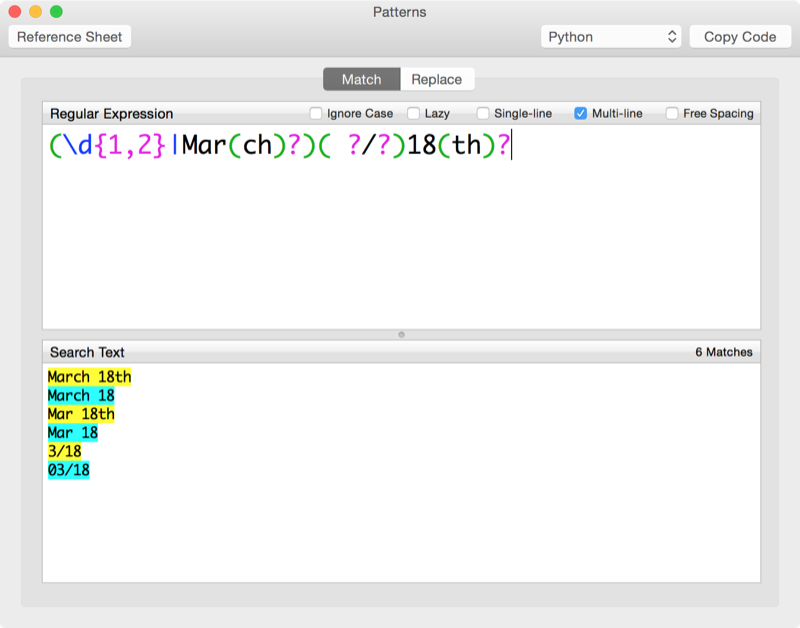 Patterns
Reference Sheet Python Copy Code
Match Replace
Regular Expression Ignore Case Lazy Single-line Multi-line Free Spacing
(\d{1,2}|Mar(ch)?)( ?/?)18(th)?
Search Text 6 Matches
March 18th
March 18
Mar 18th
Mar 18
3/18
03/18